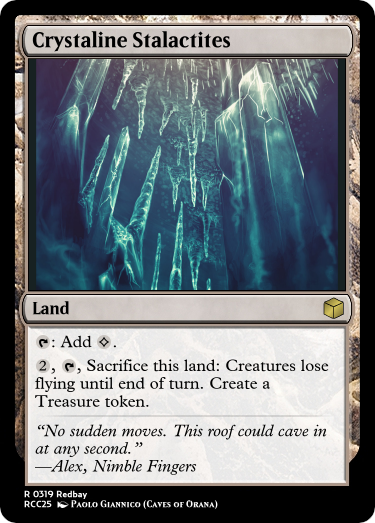 Crystaline Stalactites
Land
: Add .
2, , Sacrifice this land: Creatures lose
flying until end of turn. Create a
Treasure token.
“No sudden moves. This roof could cave in
at any second.”
—Alex, Nimble Fingers
R 0319 Redbay
RCC25 Paolo Giannico (Caves of Orana)